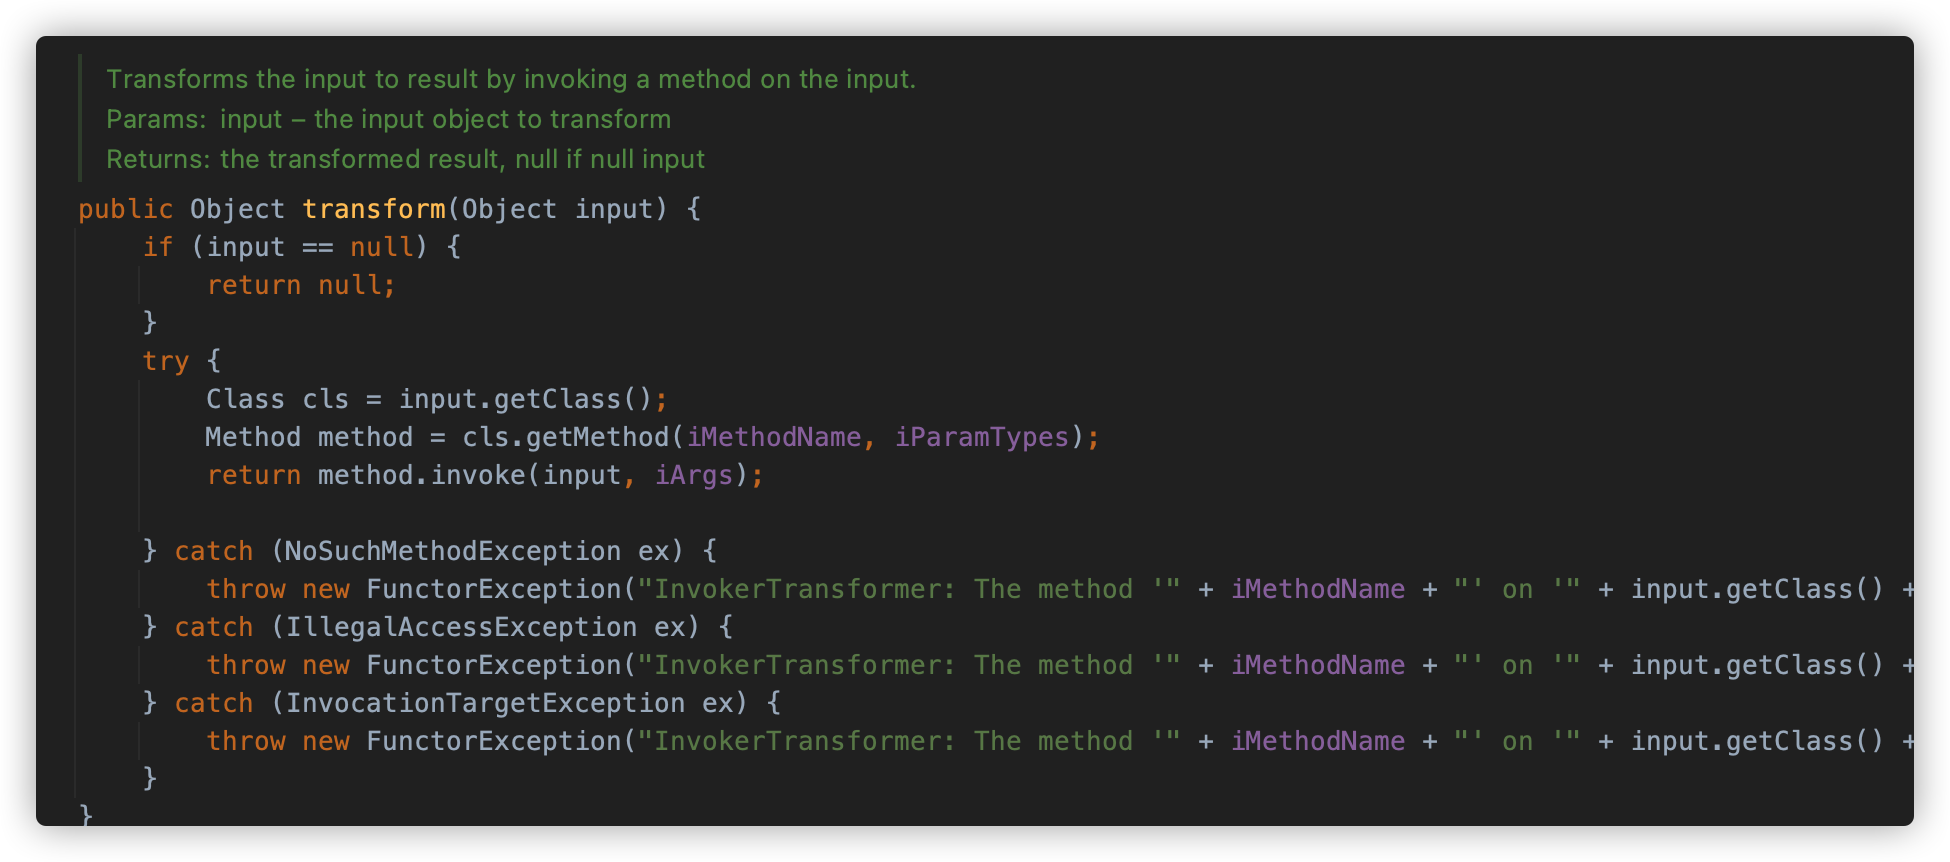 Transforms the input to result by invoking a method on the input.
Params: input – the input object to transform
Returns: the transformed result, null if null input
public Object transform(Object input) {
    if (input == null) {
        return null;
    }
    try {
        Class cls = input.getClass();
        Method method = cls.getMethod(iMethodName, iParamTypes);
        return method.invoke(input, iArgs);

    } catch (NoSuchMethodException ex) {
        throw new FunctorException("InvokerTransformer: The method '" + iMethodName + "' on '" + input.getClass() +
    } catch (IllegalAccessException ex) {
        throw new FunctorException("InvokerTransformer: The method '" + iMethodName + "' on '" + input.getClass() +
    } catch (InvocationTargetException ex) {
        throw new FunctorException("InvokerTransformer: The method '" + iMethodName + "' on '" + input.getClass() +
    }
}